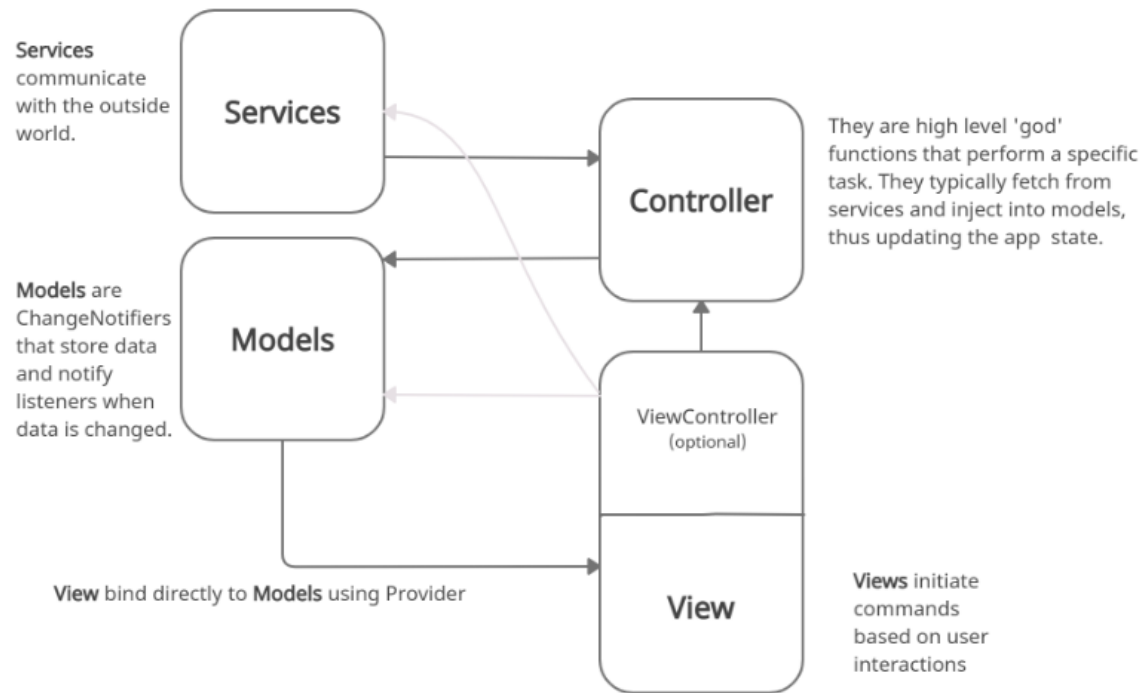 Services
communicate
with the outside
world.
Services
Controller
They are high level 'god'
functions that perform a specific
task. They typically fetch from
services and inject into models,
thus updating the app state.
Models are
ChangeNotifiers
that store data
and notify
listeners when
data is changed.
Models
ViewController
(optional)
View bind directly to Models using Provider
View
Views initiate
commands
based on user
interactions